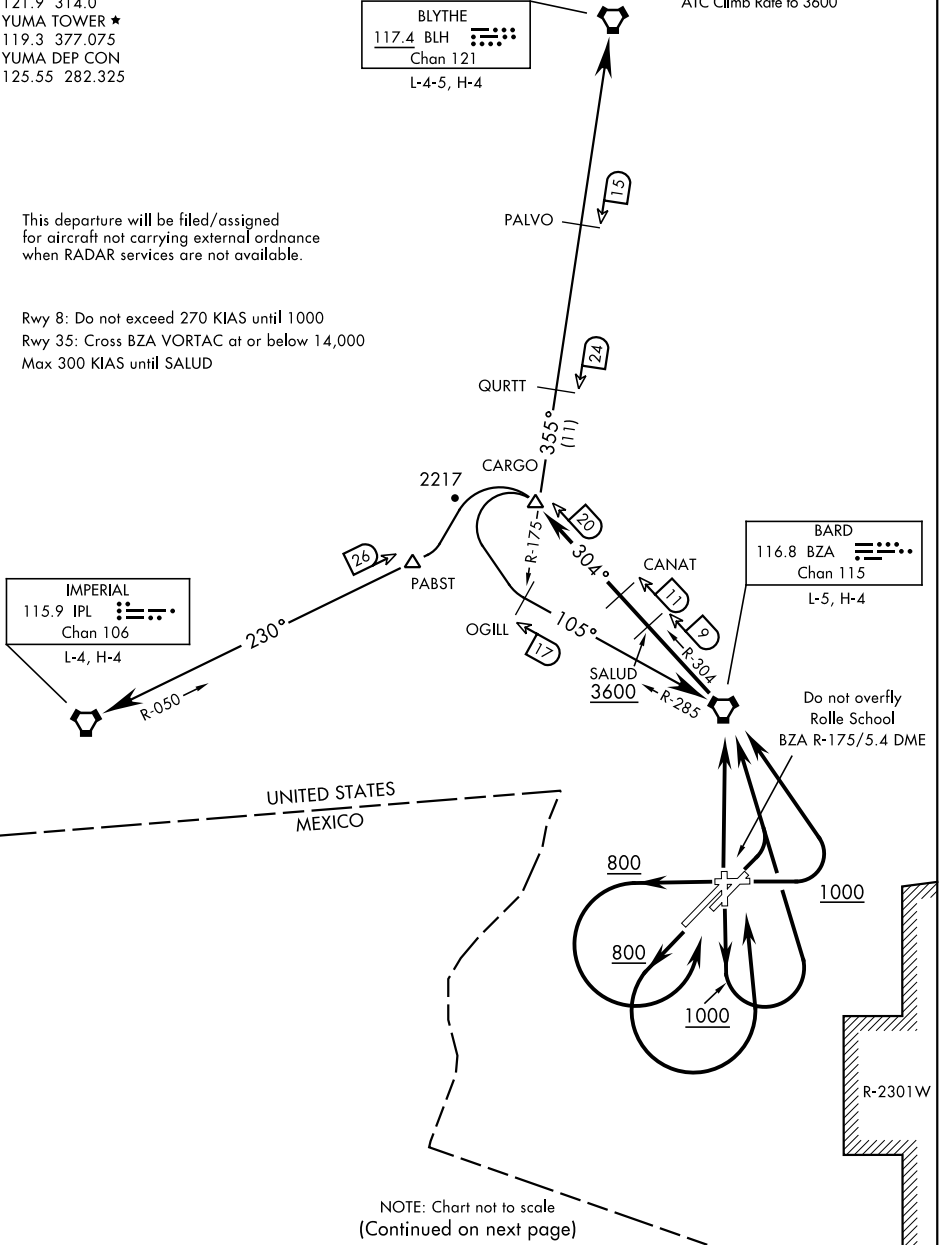 121.9 314.0
YUMA TOWER ★
119.3 377.075
YUMA DEP CON
125.55 282.325
BLYTHE
117.4 BLH
Chan 121
L-4-5, H-4
ATC Climb Rate to 3600
This departure will be filed/assigned
for aircraft not carrying external ordnance
when RADAR services are not available.
Rwy 8: Do not exceed 270 KIAS until 1000
Rwy 35: Cross BZA VORTAC at or below 14,000
Max 300 KIAS until SALUD
15
PALVO
24
QURTT
355°
(11)
CARGO
2217
20
R-175
304°
26
PABST
CANAT
11
9
BARD
116.8 BZA
Chan 115
L-5, H-4
IMPERIAL
115.9 IPL
Chan 106
L-4, H-4
230°
R-050
OGILL
17
105°
SALUD
3600
R-304
R-285
Do not overfly
Rolle School
BZA R-175/5.4 DME
UNITED STATES
MEXICO
800
1000
800
1000
R-2301W
NOTE: Chart not to scale
(Continued on next page)